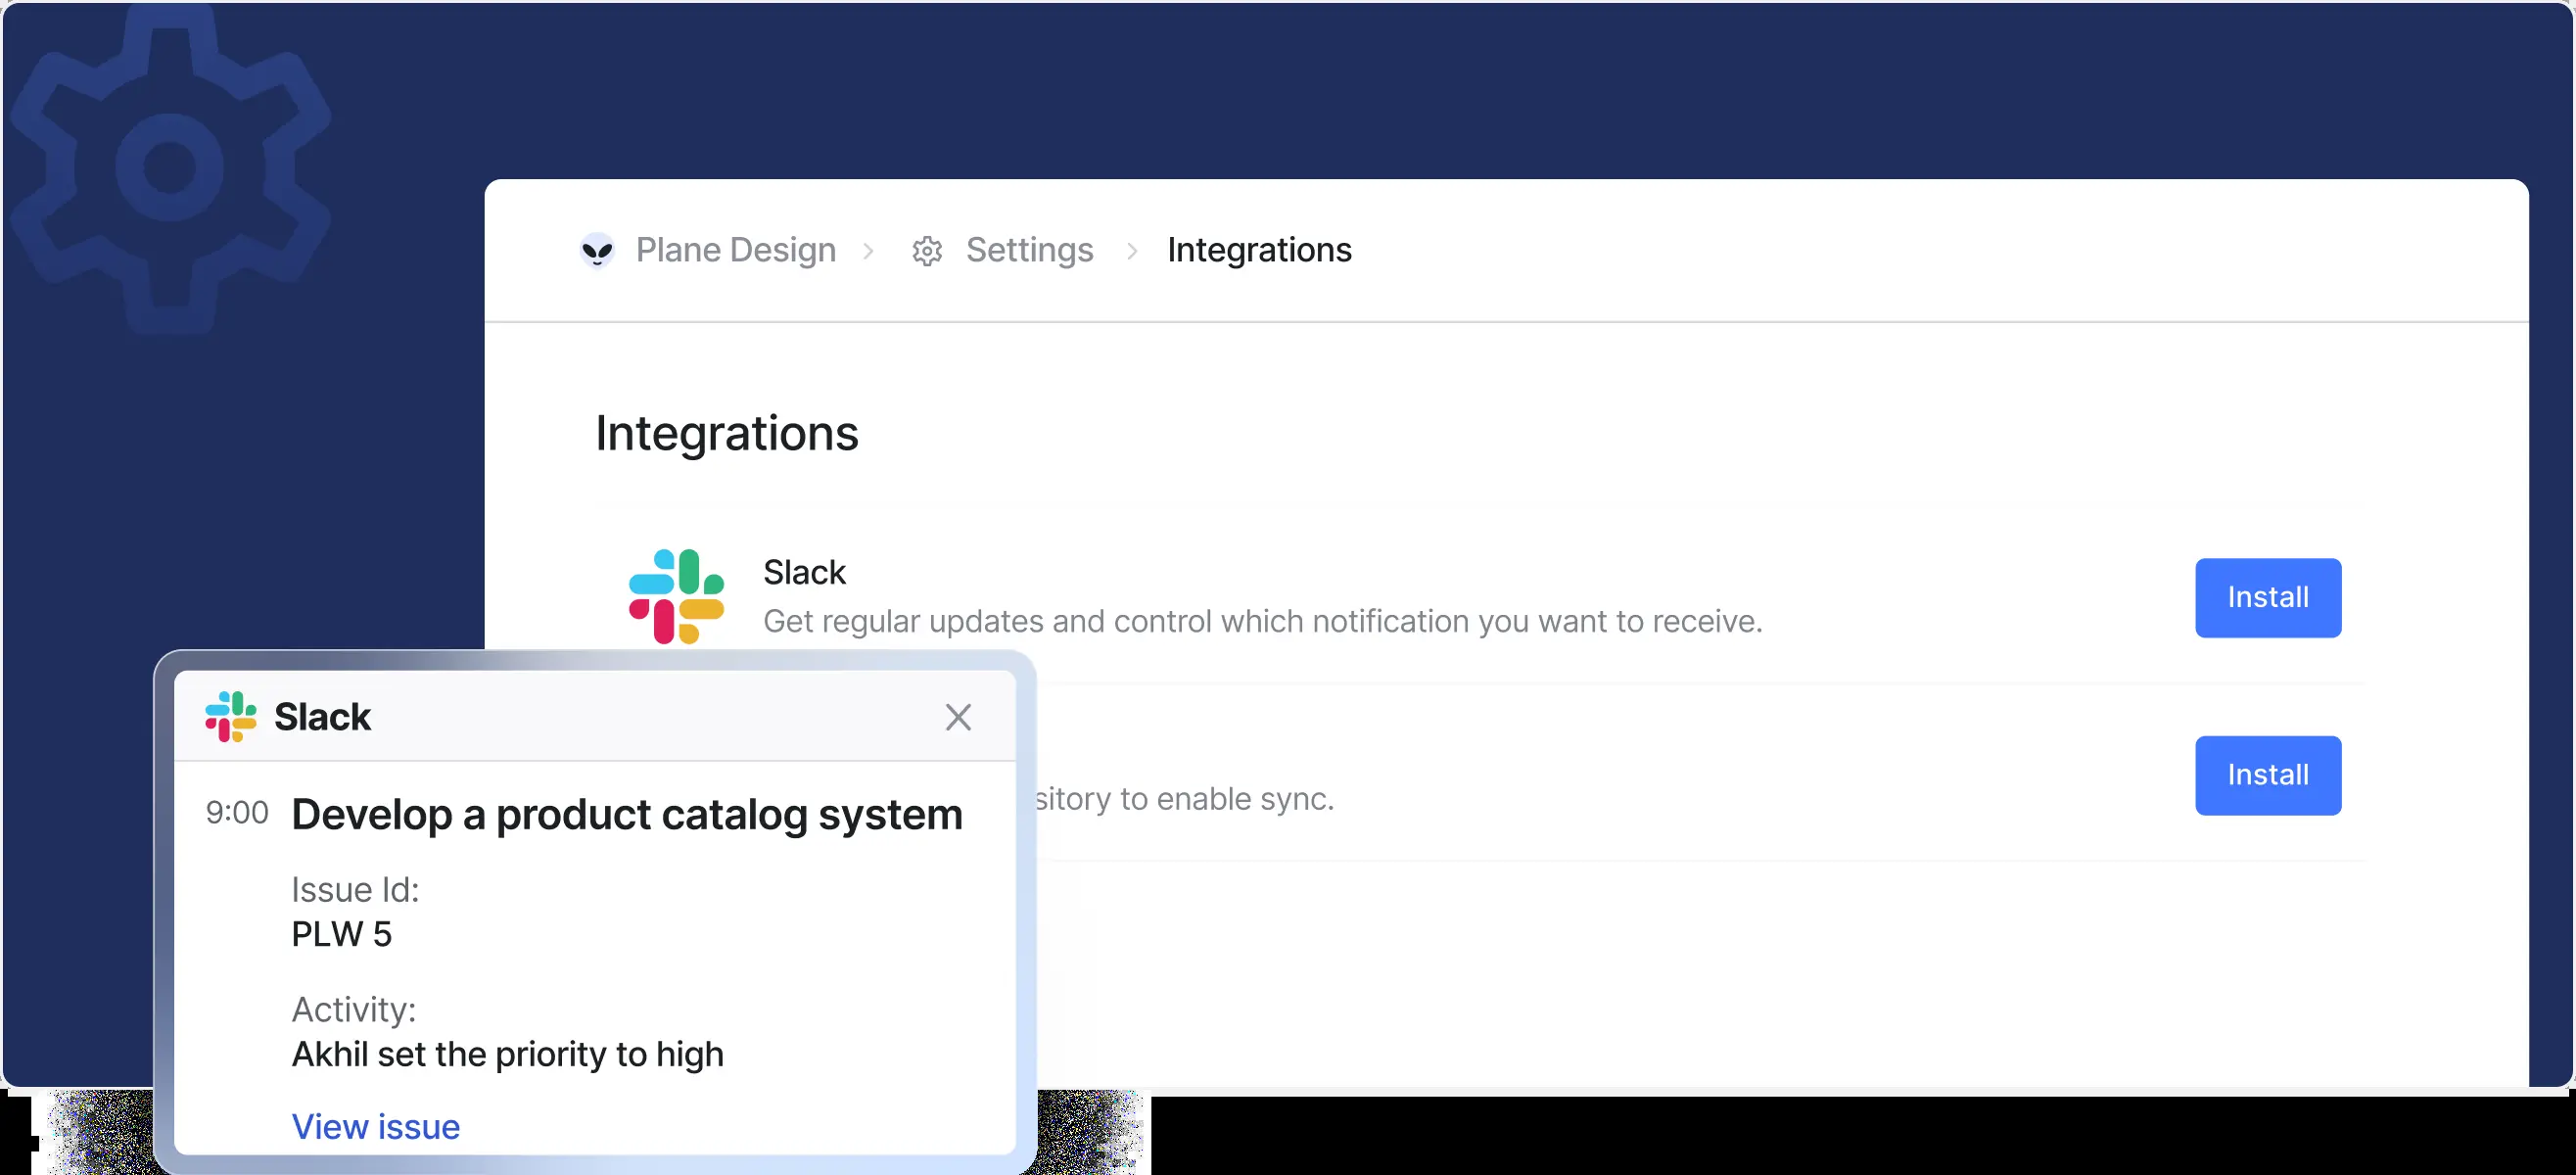 Plane Design > Settings > Integrations
Integrations
Slack
Get regular updates and control which notification you want to receive.
Install
to enable sync.
Install
Slack
9:00 Develop a product catalog system
Issue Id:
PLW 5
Activity:
Akhil set the priority to high
View issue